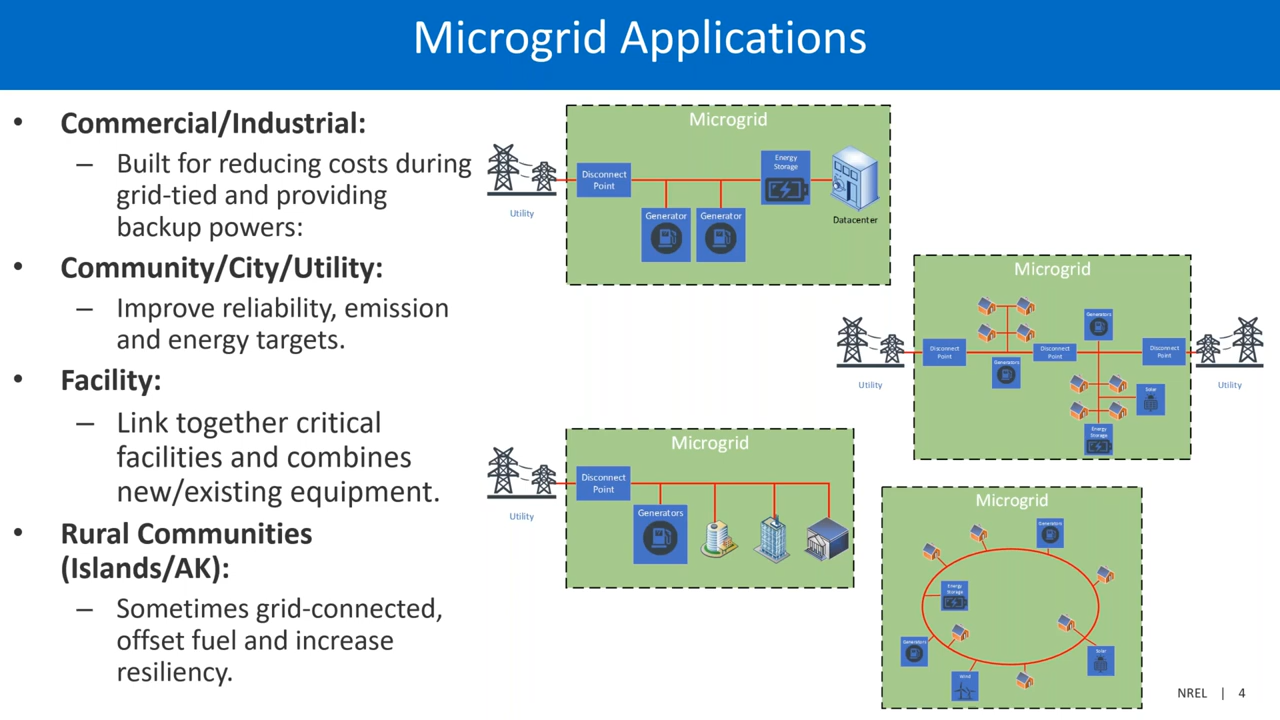 Microgrid Applications
• Commercial/Industrial:
– Built for reducing costs during
grid-tied and providing
backup powers:
• Community/City/Utility:
– Improve reliability, emission
and energy targets.
• Facility:
– Link together critical
facilities and combines
new/existing equipment.
• Rural Communities
(Islands/AK):
– Sometimes grid-connected,
offset fuel and increase
resiliency.
Microgrid
Utility
Disconnect
Point
Generator
Generator
Energy
Storage
Datacenter
Microgrid
Utility
Disconnect
Point
Generators
Disconnect
Point
Generators
Solar
Energy
Storage
Disconnect
Point
Utility
Microgrid
Utility
Disconnect
Point
Generators
Microgrid
Generators
Energy
Storage
Generators
Wind
Solar
NREL | 4